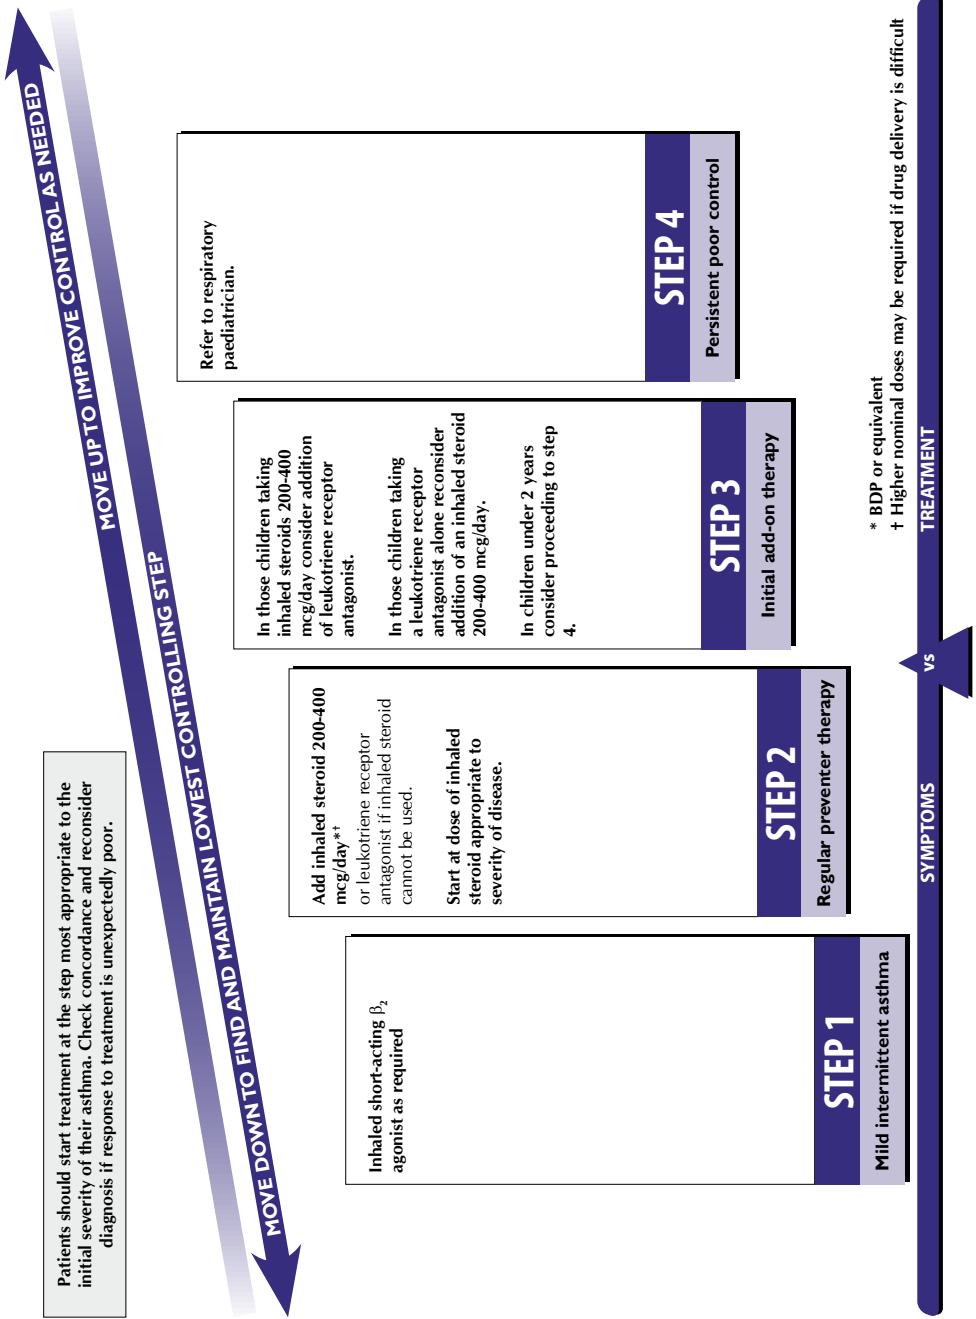 Patients should start treatment at the step most appropriate to the
initial severity of their asthma. Check concordance and reconsider
diagnosis if response to treatment is unexpectedly poor.
MOVE UP TO IMPROVE CONTROL AS NEEDED
MOVE DOWN TO FIND AND MAINTAIN LOWEST CONTROLLING STEP
Inhaled short-acting β₂
agonist as required
STEP 1
Mild intermittent asthma
Add inhaled steroid 200-400
mcg/day*†
or leukotriene receptor
antagonist if inhaled steroid
cannot be used.
Start at dose of inhaled
steroid appropriate to
severity of disease.
STEP 2
Regular preventer therapy
In those children taking
inhaled steroids 200-400
mcg/day consider addition
of leukotriene receptor
antagonist.
In those children taking
a leukotriene receptor
antagonist alone reconsider
addition of an inhaled steroid
200-400 mcg/day.
In children under 2 years
consider proceeding to step
4.
STEP 3
Initial add-on therapy
Refer to respiratory
paediatrician.
STEP 4
Persistent poor control
* BDP or equivalent
† Higher nominal doses may be required if drug delivery is difficult
SYMPTOMS vs TREATMENT